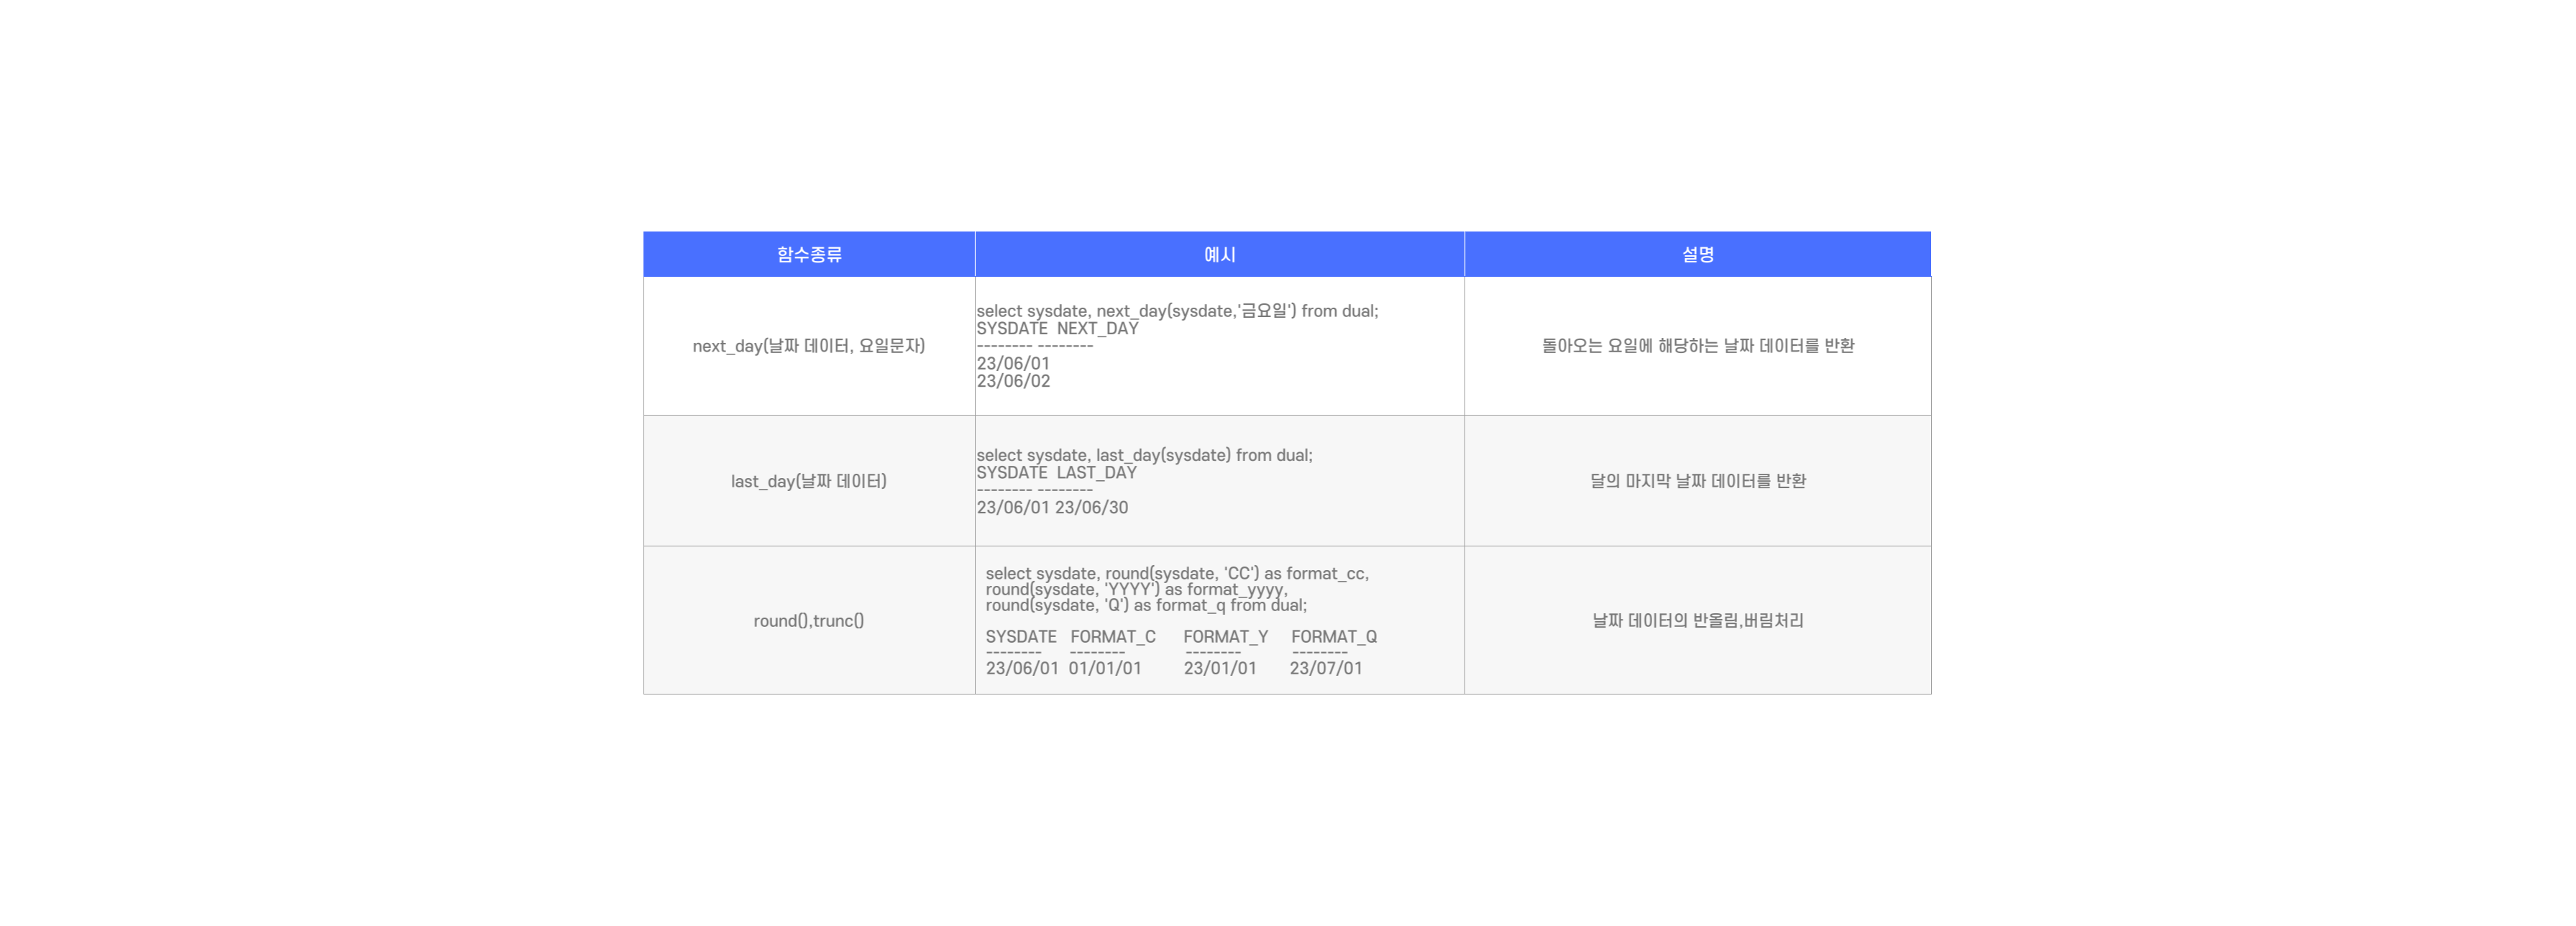 함수종류 예시 설명
next_day(날짜 데이터, 요일문자)
select sysdate, next_day(sysdate,'금요일') from dual;
SYSDATE  NEXT_DAY
-------- --------
23/06/01
23/06/02
돌아오는 요일에 해당하는 날짜 데이터를 반환
last_day(날짜 데이터)
select sysdate, last_day(sysdate) from dual;
SYSDATE  LAST_DAY
-------- --------
23/06/01 23/06/30
달의 마지막 날짜 데이터를 반환
round(),trunc()
select sysdate, round(sysdate, 'CC') as format_cc,
round(sysdate, 'YYYY') as format_yyyy,
round(sysdate, 'Q') as format_q from dual;
SYSDATE   FORMAT_C   FORMAT_Y   FORMAT_Q
--------   --------   --------   --------
23/06/01  01/01/01   23/01/01   23/07/01
날짜 데이터의 반올림,버림처리